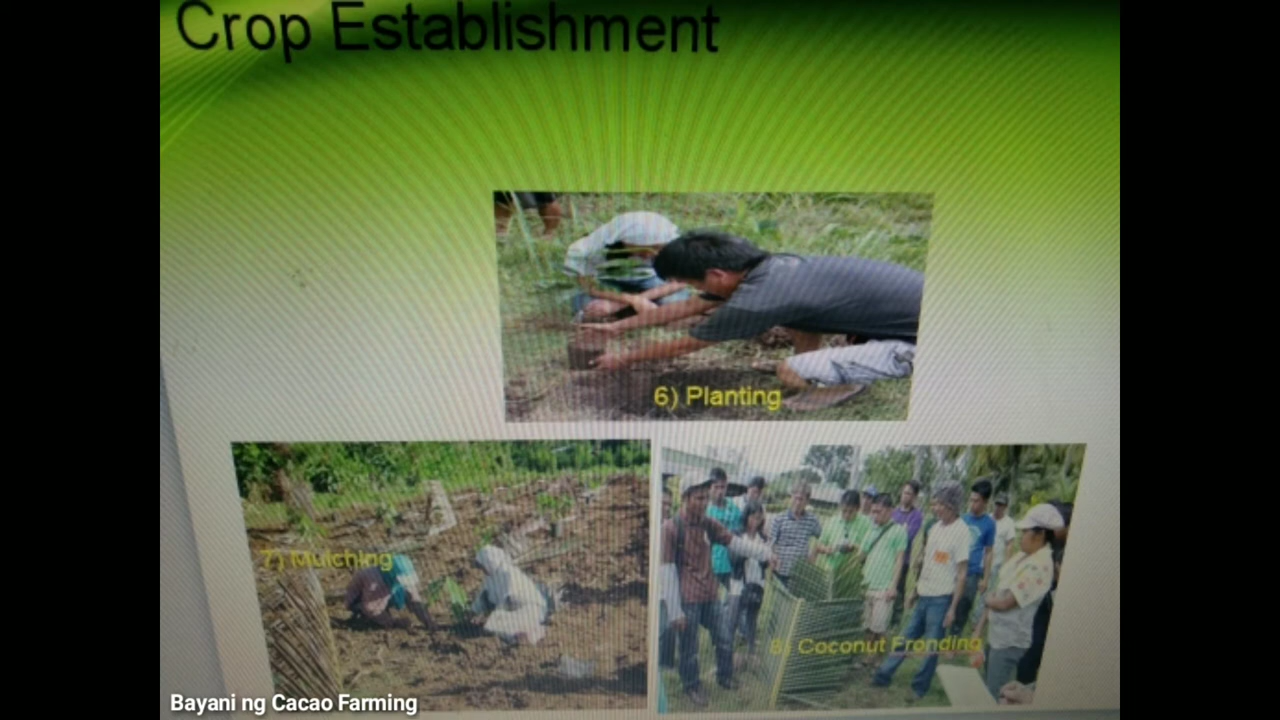 Crop Establishment
6) Planting
7) Mulching
8) Coconut Fronding
Bayani ng Cacao Farming